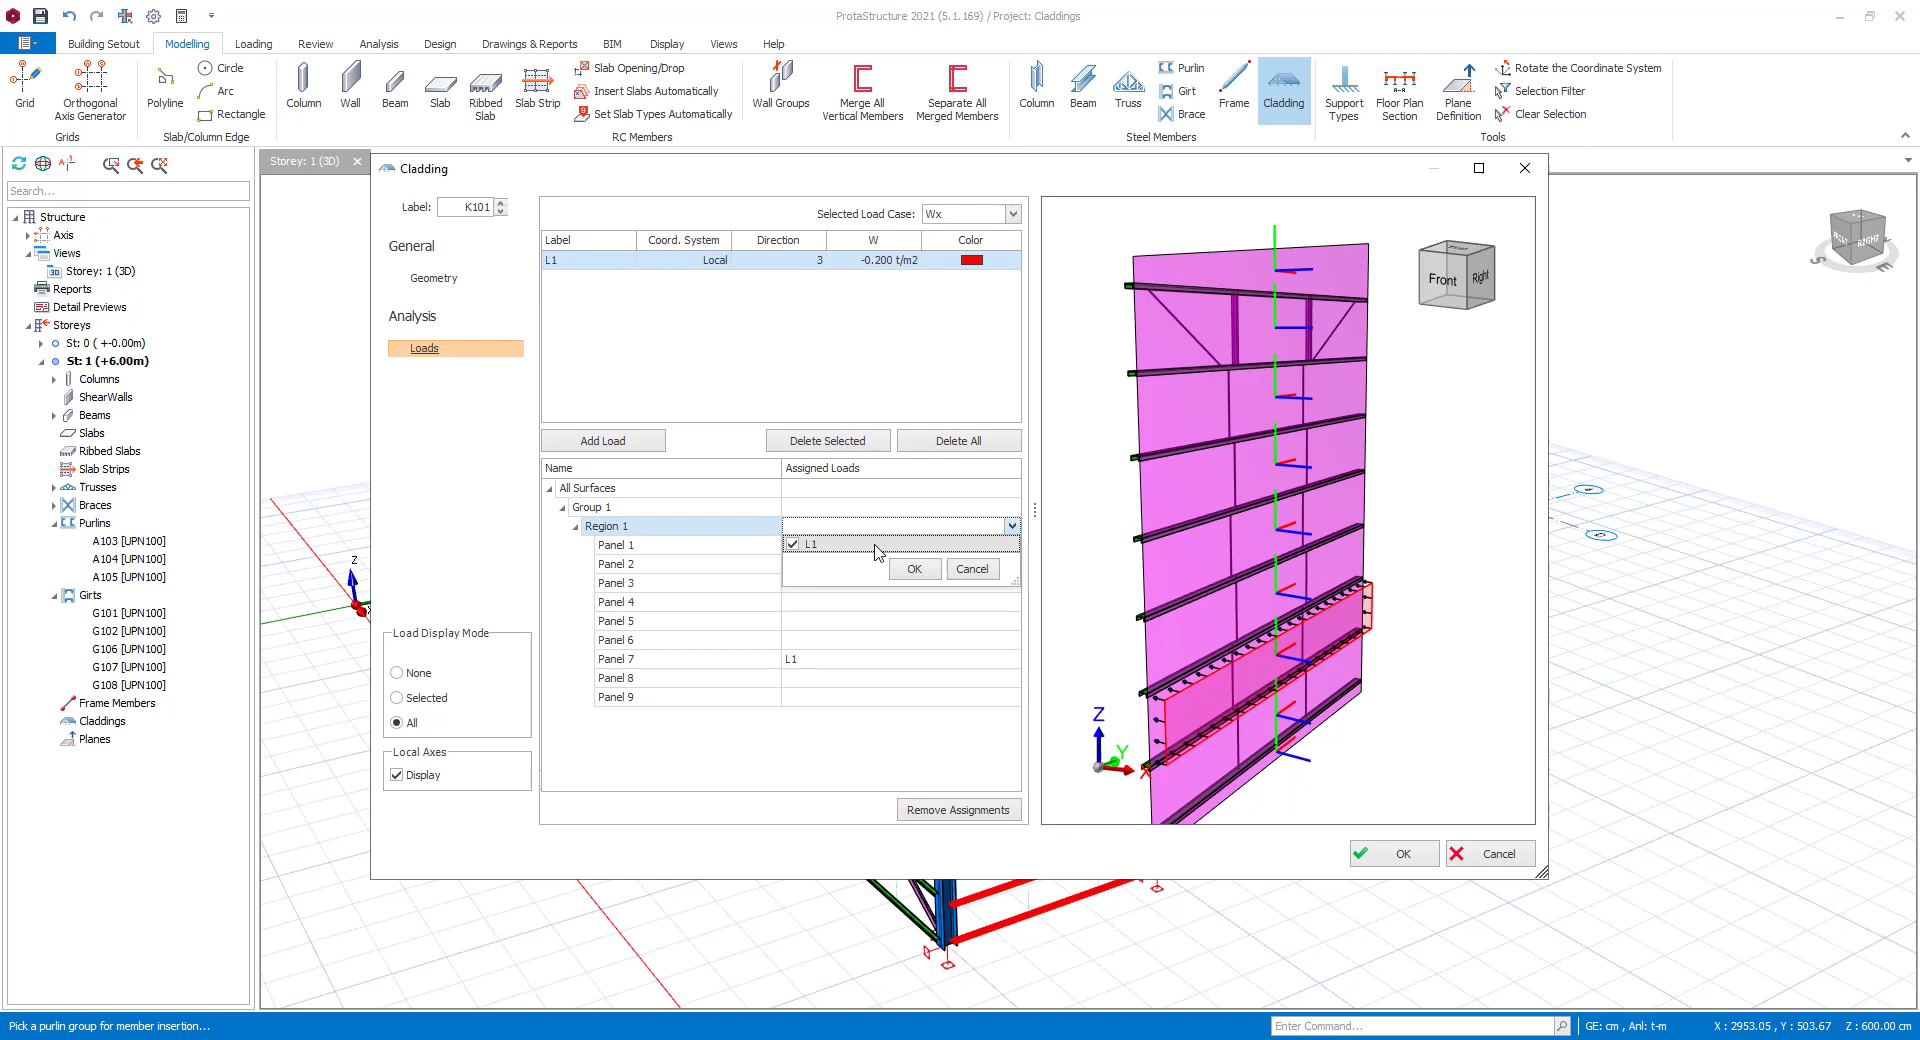 ProtaStructure 2021 (5.1.169) / Project: Claddings
Building Setout
Modelling
Loading
Review
Analysis
Design
Drawings & Reports
BIM
Display
Views
Help
Grid
Orthogonal
Axis Generator
Grids
Polyline
Circle
Arc
Rectangle
Slab/Column Edge
Column
Wall
Beam
Slab
Ribbed
Slab
Slab Strip
Slab Opening/Drop
Insert Slabs Automatically
Set Slab Types Automatically
RC Members
Wall Groups
Merge All
Vertical Members
Separate All
Merged Members
Column
Beam
Truss
Purlin
Girt
Brace
Frame
Cladding
Steel Members
Support
Types
Floor Plan
Section
Plane
Definition
Rotate the Coordinate System
Selection Filter
Clear Selection
Tools
Search...
Structure
Axis
Views
Storey: 1 (3D)
Reports
Detail Previews
Storeys
St: 0 ( +-0.00m)
St: 1 (+6.00m)
Columns
ShearWalls
Beams
Slabs
Ribbed Slabs
Slab Strips
Trusses
Braces
Purlins
A103 [UPN100]
A104 [UPN100]
A105 [UPN100]
Girts
G101 [UPN100]
G102 [UPN100]
G106 [UPN100]
G107 [UPN100]
G108 [UPN100]
Frame Members
Claddings
Planes
Storey: 1 (3D)
Cladding
Label: K101
General
Geometry
Analysis
Loads
Load Display Mode
None
Selected
All
Local Axes
Display
Selected Load Case: Wx
Label Coord. System Direction W Color
L1 Local 3 -0.200 t/m2
Add Load Delete Selected Delete All
Name Assigned Loads
All Surfaces
Group 1
Region 1
Panel 1
L1
Panel 2
OK Cancel
Panel 3
Panel 4
Panel 5
Panel 6
Panel 7 L1
Panel 8
Panel 9
Remove Assignments
Front
Right
Z
Y
X
OK Cancel
RIGHT
S
E
Z
Pick a purlin group for member insertion...
Enter Command...
GE: cm , Anl: t-m
X : 2953.05 , Y : 503.67
Z : 600.00 cm